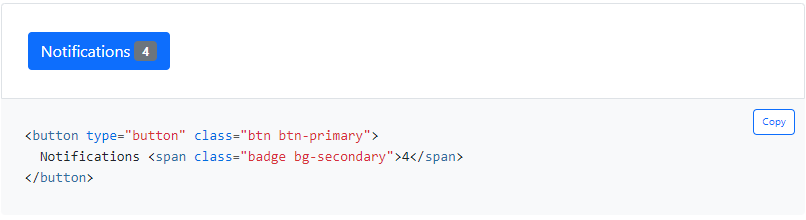 Notifications 4
Copy
<button type="button" class="btn btn-primary">
  Notifications <span class="badge bg-secondary">4</span>
</button>